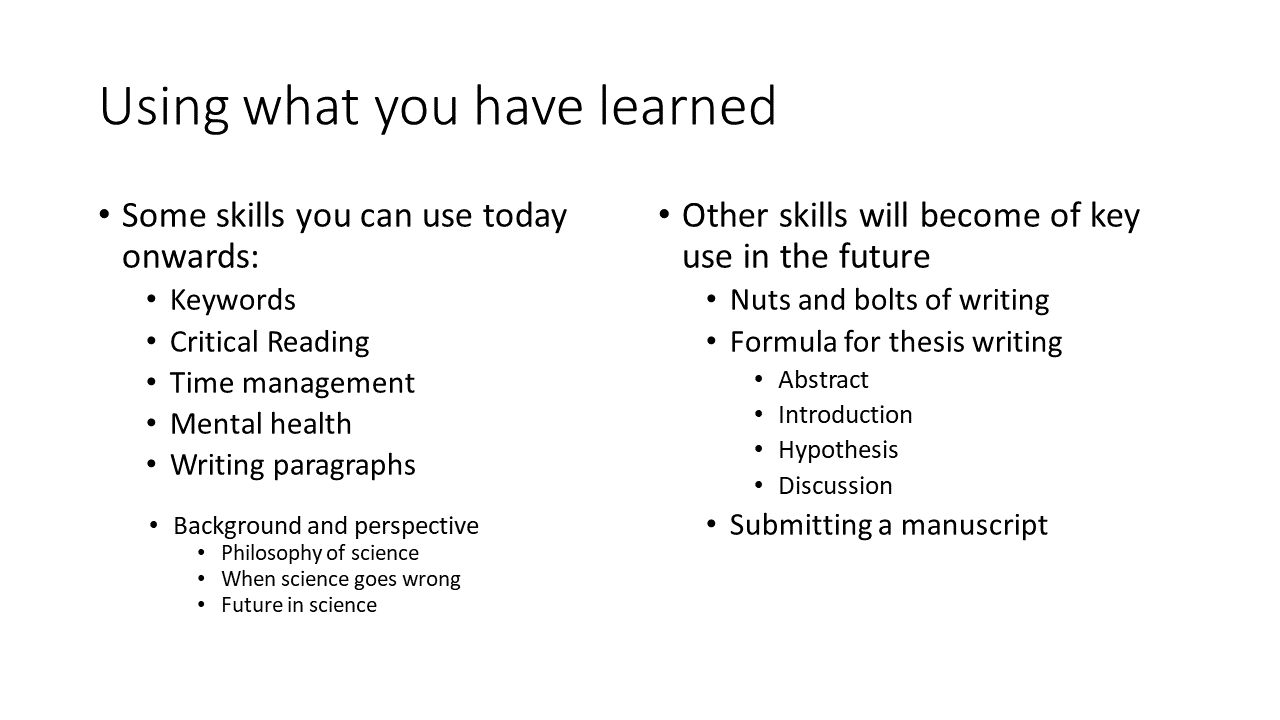 Using what you have learned
• Some skills you can use today
onwards:
• Keywords
• Critical Reading
• Time management
• Mental health
• Writing paragraphs
• Background and perspective
• Philosophy of science
• When science goes wrong
• Future in science
• Other skills will become of key
use in the future
• Nuts and bolts of writing
• Formula for thesis writing
• Abstract
• Introduction
• Hypothesis
• Discussion
• Submitting a manuscript